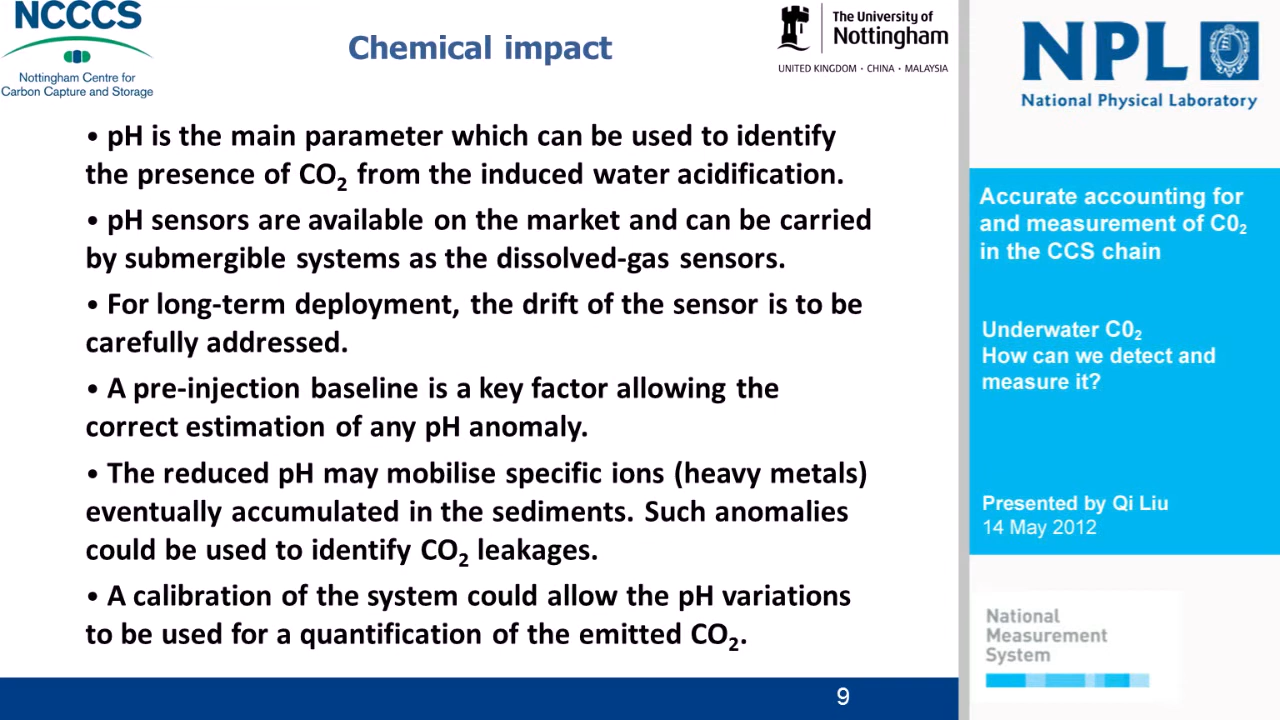 NCCCS
Nottingham Centre for
Carbon Capture and Storage
Chemical impact
The University of
Nottingham
UNITED KINGDOM • CHINA • MALAYSIA
• pH is the main parameter which can be used to identify
the presence of CO₂ from the induced water acidification.
• pH sensors are available on the market and can be carried
by submergible systems as the dissolved-gas sensors.
• For long-term deployment, the drift of the sensor is to be
carefully addressed.
• A pre-injection baseline is a key factor allowing the
correct estimation of any pH anomaly.
• The reduced pH may mobilise specific ions (heavy metals)
eventually accumulated in the sediments. Such anomalies
could be used to identify CO₂ leakages.
• A calibration of the system could allow the pH variations
to be used for a quantification of the emitted CO₂.
9
NPL
National Physical Laboratory
Accurate accounting for
and measurement of C0₂
in the CCS chain
Underwater C0₂
How can we detect and
measure it?
Presented by Qi Liu
14 May 2012
National
Measurement
System